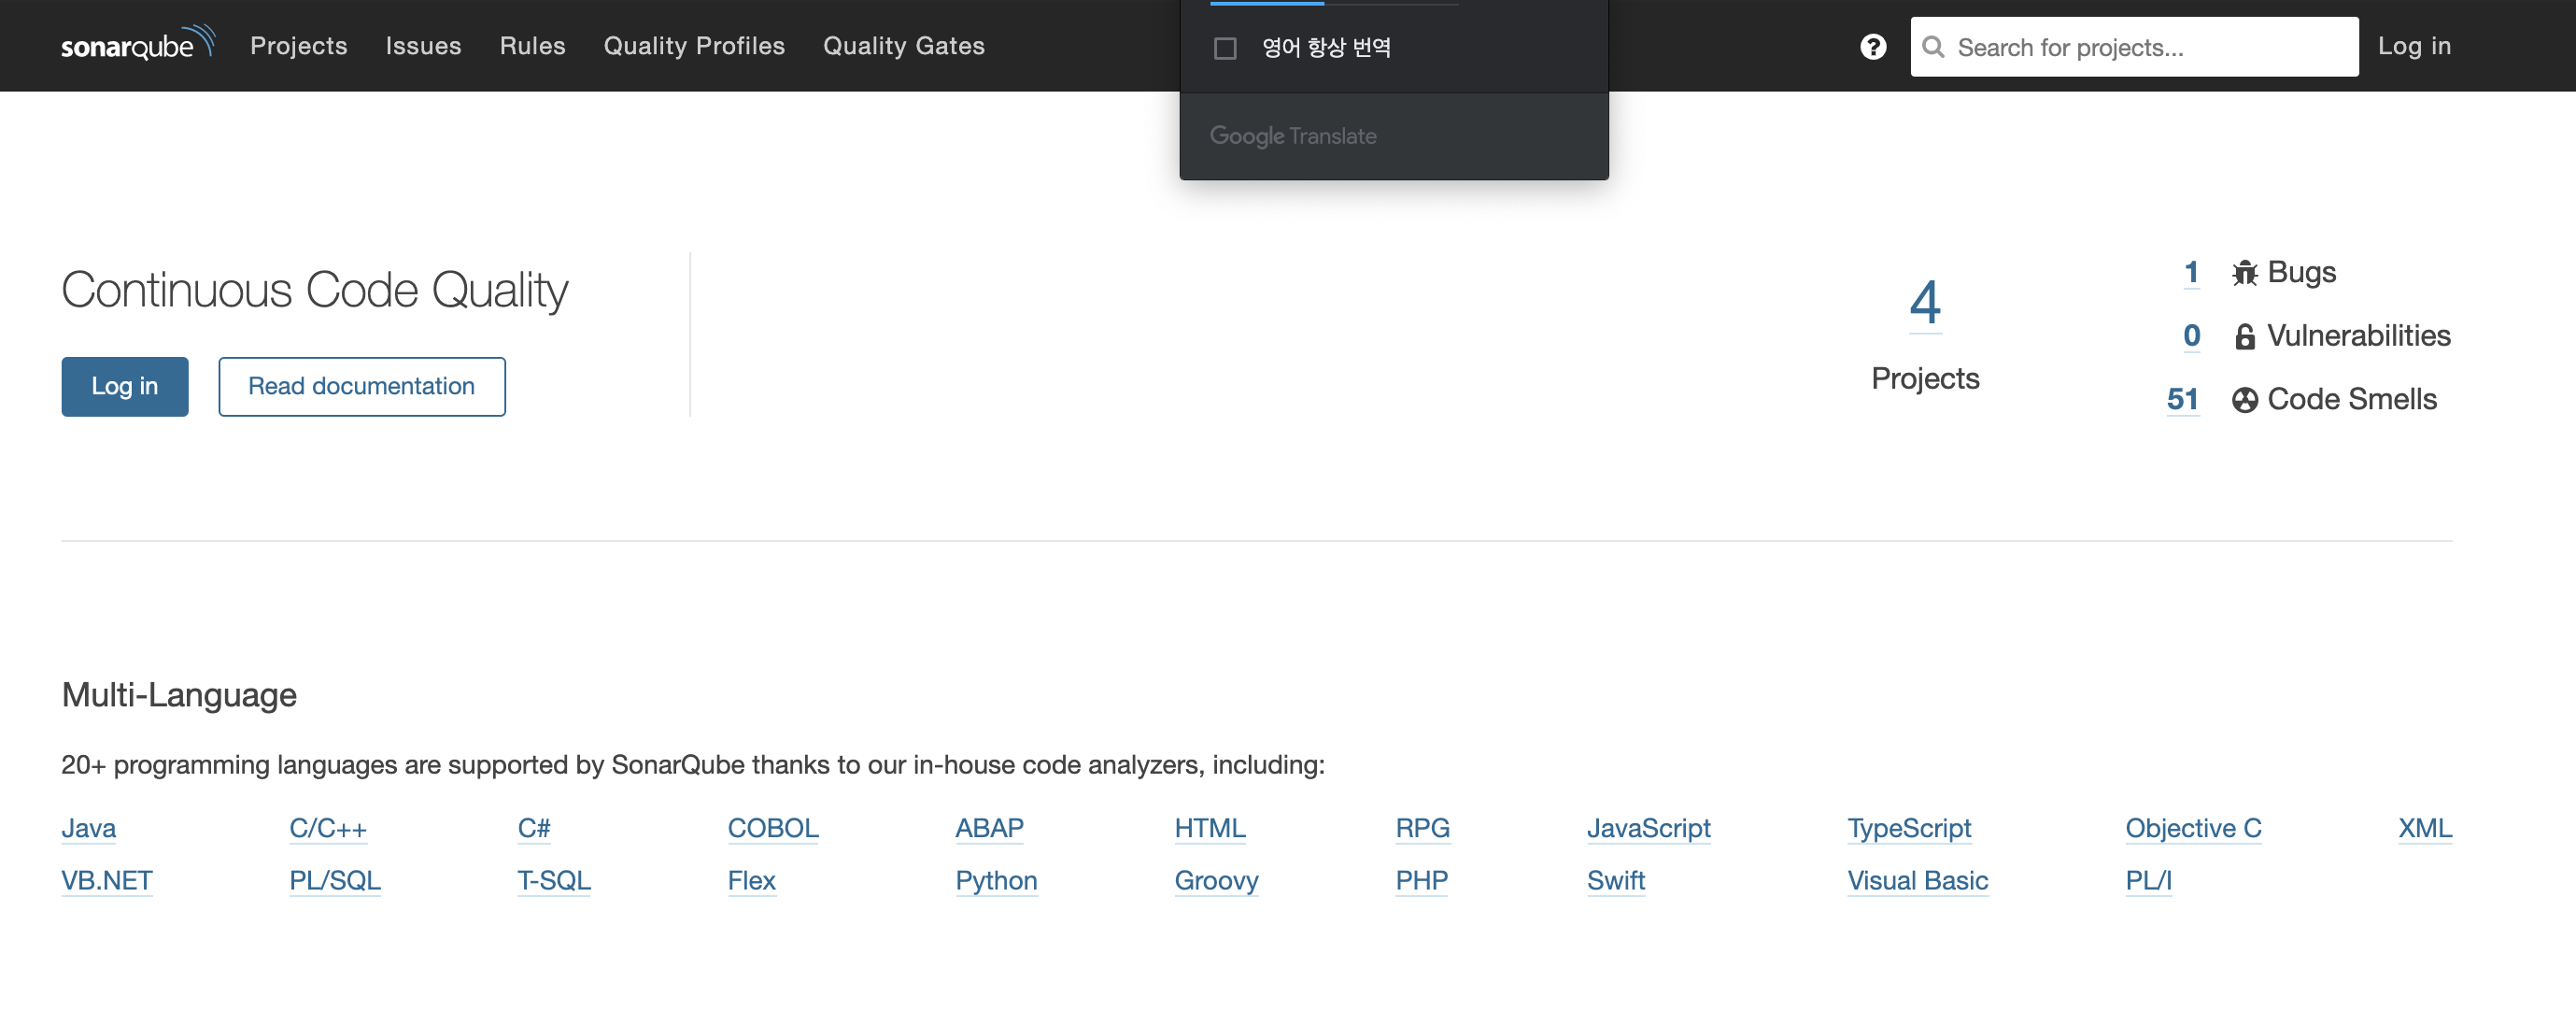 sonarqube Projects Issues Rules Quality Profiles Quality Gates
영어 항상 번역
Google Translate
? Search for projects... Log in
Continuous Code Quality
Log in Read documentation
4
Projects
1 Bugs
0 Vulnerabilities
51 Code Smells
Multi-Language
20+ programming languages are supported by SonarQube thanks to our in-house code analyzers, including:
Java C/C++ C# COBOL ABAP HTML RPG JavaScript TypeScript Objective C XML
VB.NET PL/SQL T-SQL Flex Python Groovy PHP Swift Visual Basic PL/I